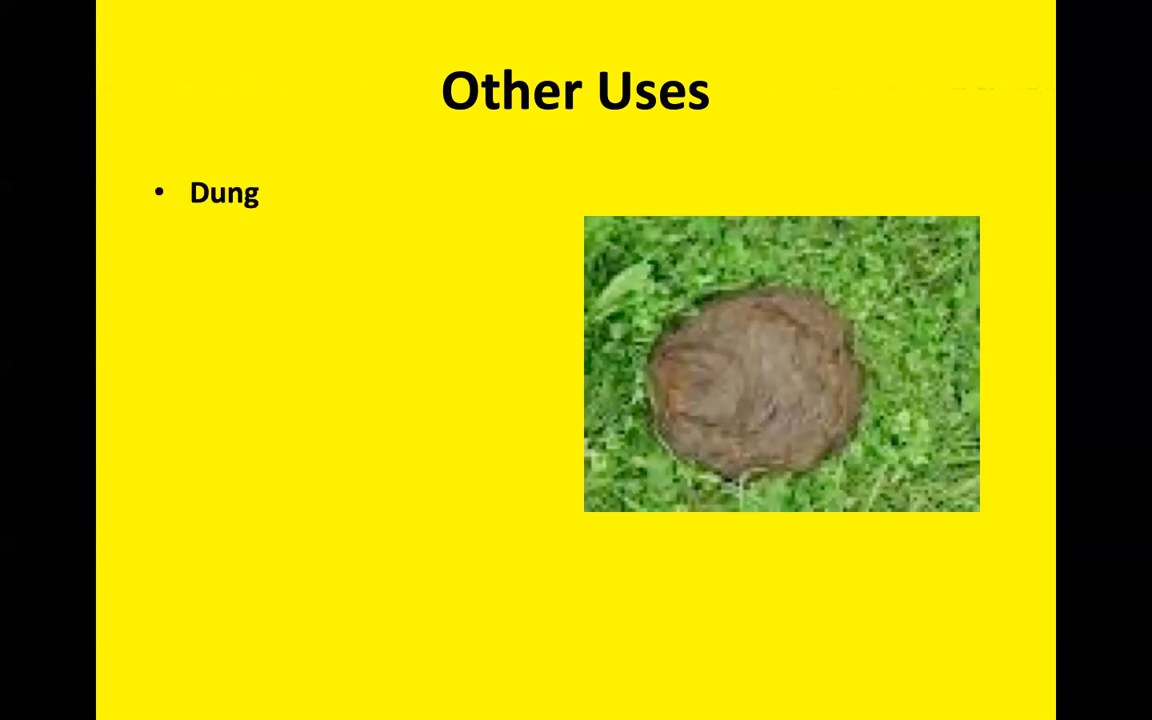 Other Uses
• Dung